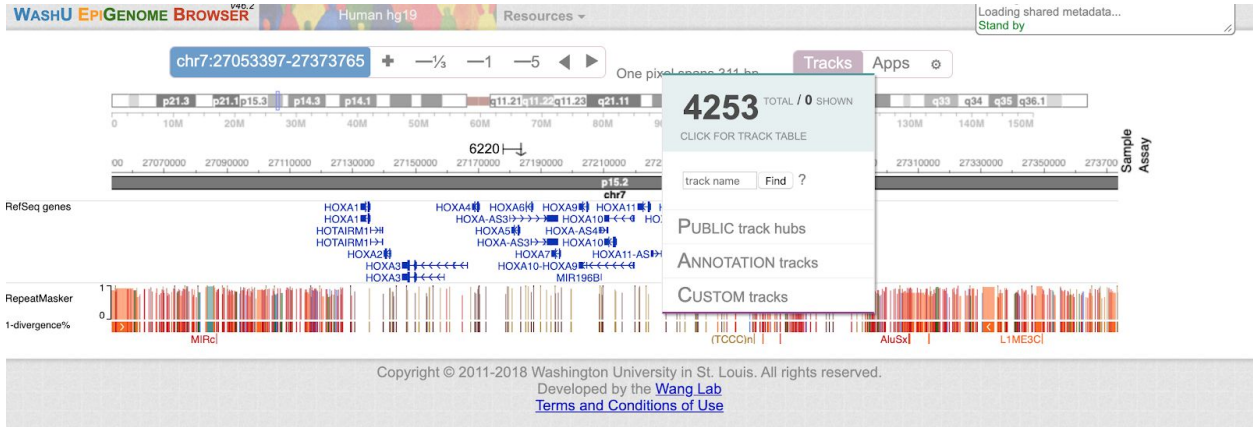 WASHU EPIGENOME BROWSER v46.2
Human hg19
Resources
Loading shared metadata...
Stand by
chr7:27053397-27373765
+ —⅓ —1 —5
One pixel spans 311 bp
Tracks Apps
4253 TOTAL / 0 SHOWN
CLICK FOR TRACK TABLE
track name Find ?
PUBLIC track hubs
ANNOTATION tracks
CUSTOM tracks
p21.3 p21.1 p15.3 p14.3 p14.1 q11.21 q11.22 q11.23 q21.11 q33 q34 q35 q36.1
0 10M 20M 30M 40M 50M 60M 70M 80M 130M 140M 150M
Sample
Assay
6220
27070000 27090000 27110000 27130000 27150000 27170000 27190000 27210000 27310000 27330000 27350000 273700
p15.2
chr7
RefSeq genes
HOXA1 HOXA4 HOXA6 HOXA9 HOXA11
HOXA1 HOXA-AS3 HOXA10
HOTAIRM1 HOXA5 HOXA-AS4
HOTAIRM1 HOXA-AS3 HOXA10
HOXA2 HOXA7 HOXA11-AS
HOXA3 HOXA10-HOXA9
HOXA3 MIR196B
RepeatMasker
1
0
1-divergence%
MIRc (TCCC)n AluSx L1ME3C
Copyright © 2011-2018 Washington University in St. Louis. All rights reserved.
Developed by the Wang Lab
Terms and Conditions of Use